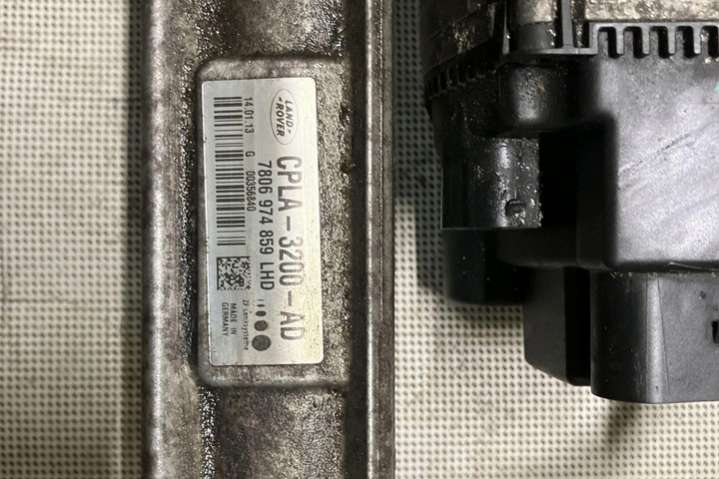 LAND
ROVER
CPLA-3200-AD
7806 974 859 LHD
14.01.13 G
MADE IN
GERMANY